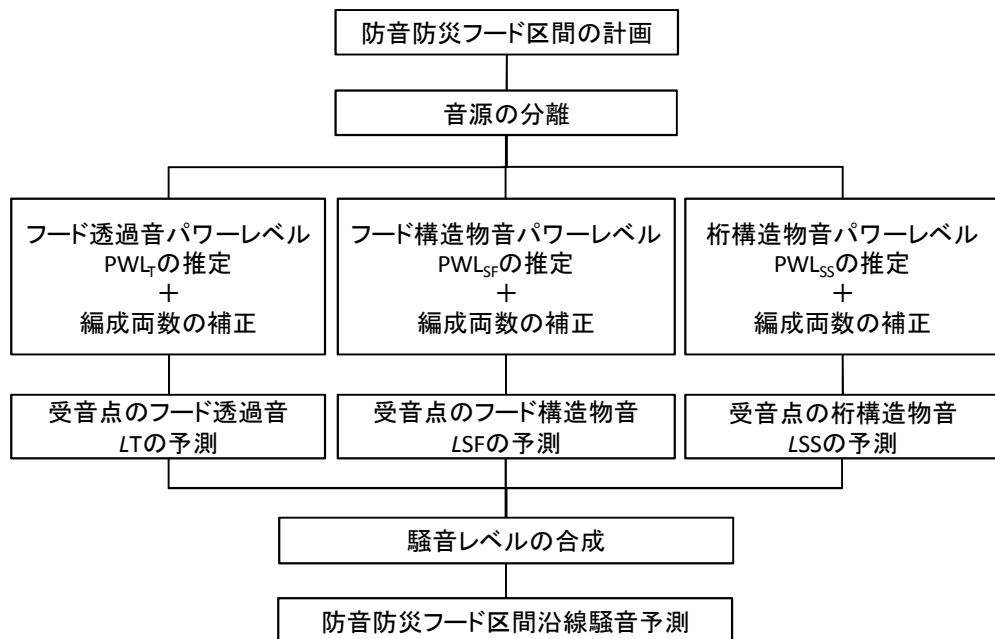 防音防災フード区間の計画
音源の分離
フード透過音パワーレベル
PWLTの推定
+
編成両数の補正
フード構造物音パワーレベル
PWLSFの推定
+
編成両数の補正
桁構造物音パワーレベル
PWLSSの推定
+
編成両数の補正
受音点のフード透過音
LTの予測
受音点のフード構造物音
LSFの予測
受音点の桁構造物音
LSSの予測
騒音レベルの合成
防音防災フード区間沿線騒音予測